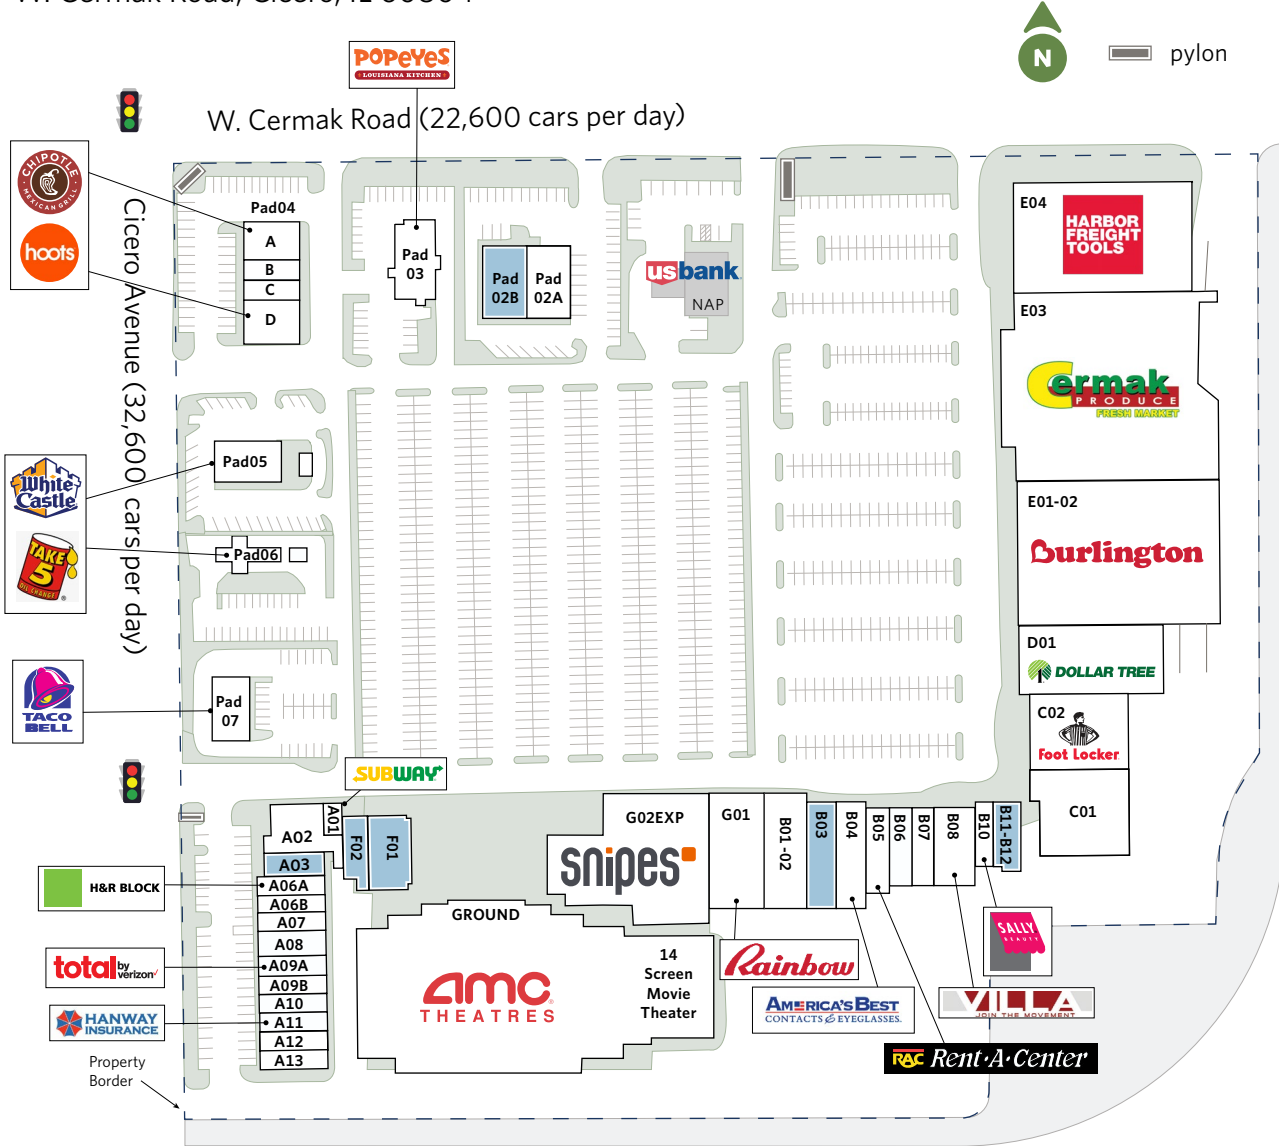 N
pylon
POPEYES
LOUISIANA KITCHEN
W. Cermak Road (22,600 cars per day)
Cicero Avenue (32,600 cars per day)
CHIPOTLE
MEXICAN GRILL
hoots
Pad04
A
B
C
D
Pad
03
Pad
02B
Pad
02A
usbank
NAP
E04
HARBOR
FREIGHT
TOOLS
E03
Cermak
PRODUCE
FRESH MARKET
E01-02
Burlington
D01
DOLLAR TREE
C02
Foot Locker
C01
White
Castle
Pad05
TAKE
5
OIL CHANGE
Pad06
TACO
BELL
Pad
07
SUBWAY
A01
A02
A03
F02
F01
H&R BLOCK
A06A
A06B
A07
A08
total by
verizon
A09A
A09B
A10
HANWAY
INSURANCE
A11
A12
A13
Property
Border
G02EXP
snipes
G01
B01-02
B03
B04
B05
B06
B07
B08
B10
B11-B12
GROUND
amc
THEATRES
14
Screen
Movie
Theater
Rainbow
AMERICA'S BEST
CONTACTS & EYEGLASSES.
SALLY
BEAUTY
VILLA
JOIN THE MOVEMENT
RAC Rent-A-Center